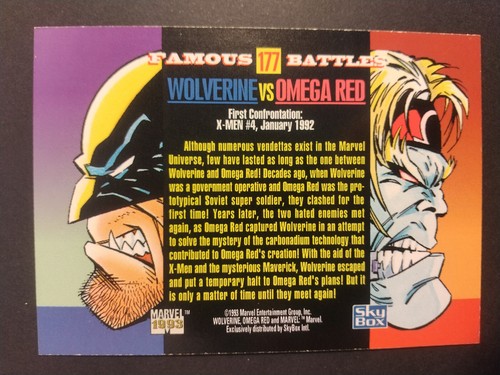 FAMOUS 177 BATTLES
WOLVERINE VS OMEGA RED
First Confrontation:
X-MEN #4, January 1992
Although numerous vendettas exist in the Marvel
Universe, few have lasted as long as the one between
Wolverine and Omega Red! Decades ago, when Wolverine
was a government operative and Omega Red was the pro-
totypical Soviet super soldier, they clashed for the
first time! Years later, the two hated enemies met
again, as Omega Red captured Wolverine in an attempt
to solve the mystery of the carbonadium technology that
contributed to Omega Red's creation! With the aid of the
X-Men and the mysterious Maverick, Wolverine escaped
and put a temporary halt to Omega Red's plans! But it
is only a matter of time until they meet again!
MARVEL™
1993
©1993 Marvel Entertainment Group, Inc.
WOLVERINE, OMEGA RED and MARVEL:™ Marvel.
Exclusively distributed by SkyBox Intl.
SkyBox